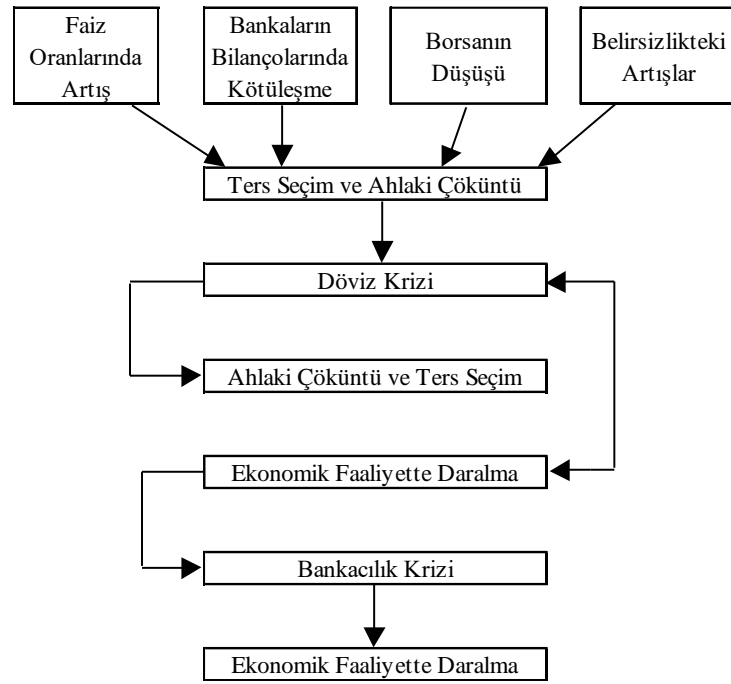 Faiz
Oranlarında
Artış
Bankaların
Bilançolarında
Kötüleşme
Borsanın
Düşüşü
Belirsizlikteki
Artışlar
Ters Seçim ve Ahlaki Çöküntü
Döviz Krizi
Ahlaki Çöküntü ve Ters Seçim
Ekonomik Faaliyette Daralma
Bankacılık Krizi
Ekonomik Faaliyette Daralma